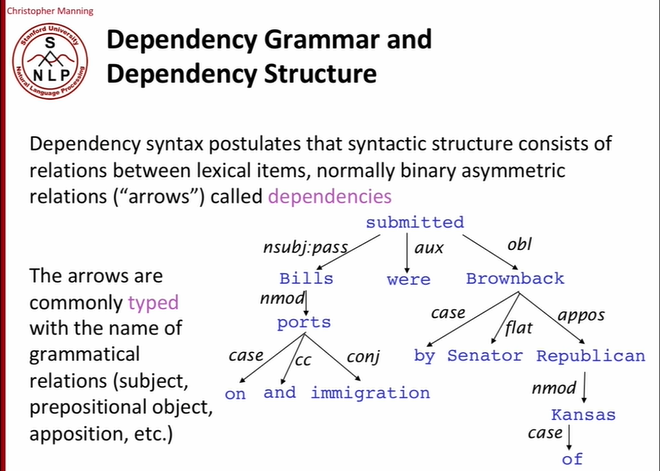 Christopher Manning
Stanford University
S
NLP
Natural Language Processing
Dependency Grammar and
Dependency Structure
Dependency syntax postulates that syntactic structure consists of
relations between lexical items, normally binary asymmetric
relations (“arrows”) called dependencies
The arrows are
commonly typed
with the name of
grammatical
relations (subject,
prepositional object,
apposition, etc.)
submitted
nsubj:pass aux obl
Bills were Brownback
nmod case flat appos
ports by Senator Republican
case cc conj nmod
on and immigration Kansas
case
of